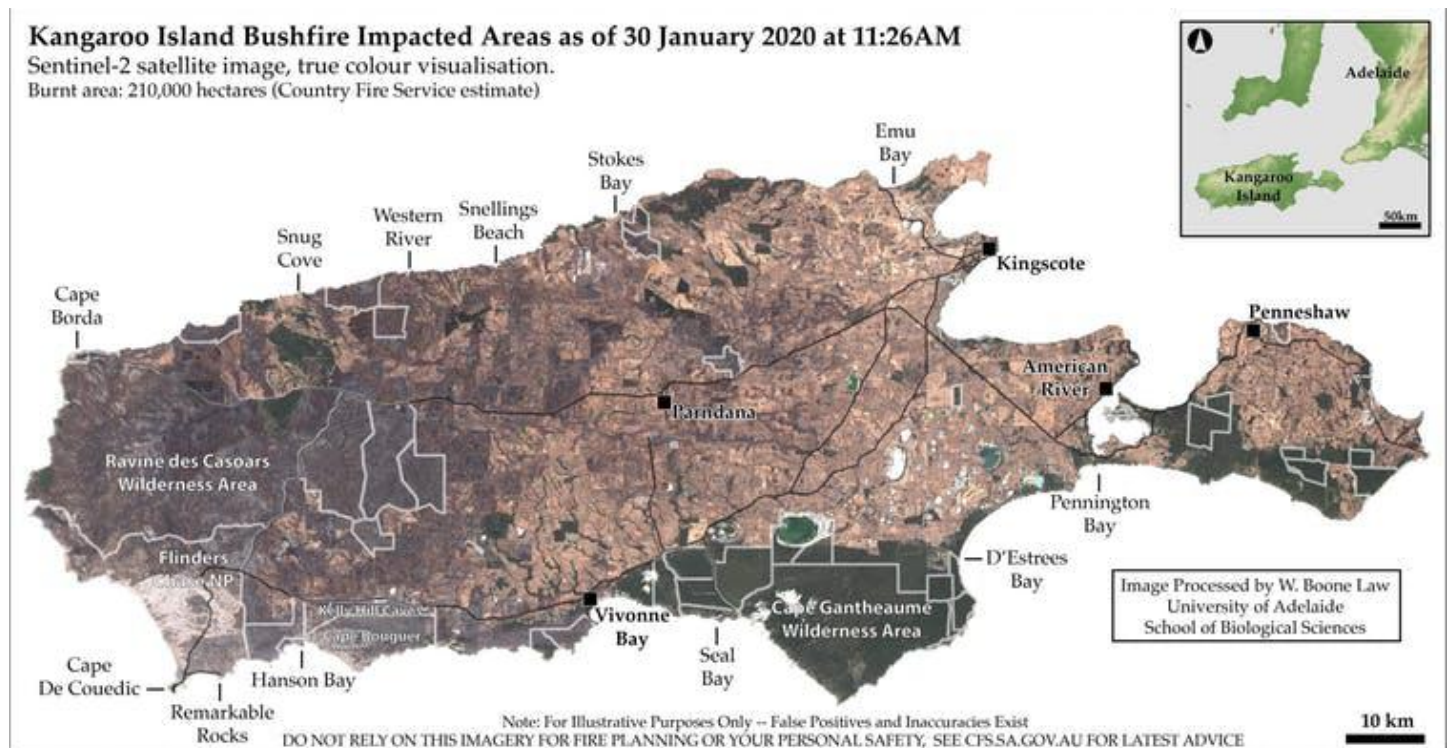 Kangaroo Island Bushfire Impacted Areas as of 30 January 2020 at 11:26AM
Sentinel-2 satellite image, true colour visualisation.
Burnt area: 210,000 hectares (Country Fire Service estimate)
Adelaide
Kangaroo
Island
50km
Emu
Bay
Stokes
Bay
Snellings
Beach
Western
River
Snug
Cove
Cape
Borda
Kingscote
Penneshaw
American
River
Parndana
Ravine des Casoars
Wilderness Area
Pennington
Bay
Flinders
Chase NP
D'Estrees
Bay
Kelly Hill Caves
Cape Bouguer
Vivonne
Bay
Cape Gantheaume
Wilderness Area
Seal
Bay
Hanson Bay
Cape
De Couedic
Remarkable
Rocks
Image Processed by W. Boone Law
University of Adelaide
School of Biological Sciences
10 km
Note: For Illustrative Purposes Only -- False Positives and Inaccuracies Exist
DO NOT RELY ON THIS IMAGERY FOR FIRE PLANNING OR YOUR PERSONAL SAFETY, SEE CFS.SA.GOV.AU FOR LATEST ADVICE